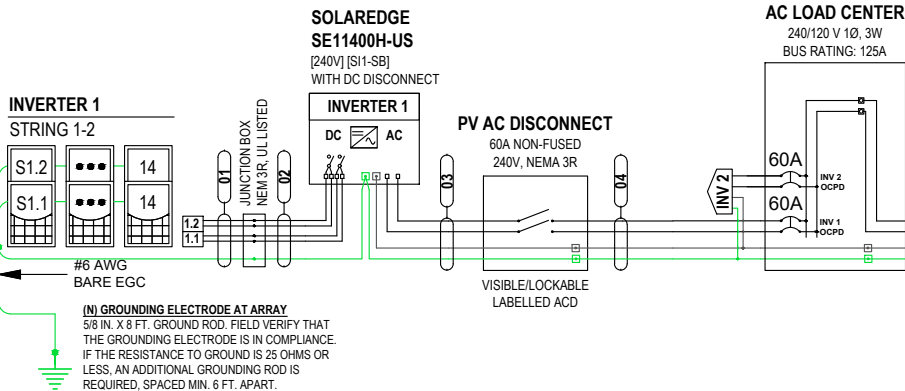 SOLAREDGE
SE11400H-US
[240V] [SI1-SB]
WITH DC DISCONNECT
AC LOAD CENTER
240/120 V 1Ø, 3W
BUS RATING: 125A
INVERTER 1
STRING 1-2
S1.2
14
S1.1
14
01
JUNCTION BOX
NEM 3R, UL LISTED
02
INVERTER 1
DC
AC
1.2
1.1
PV AC DISCONNECT
60A NON-FUSED
240V, NEMA 3R
03
04
VISIBLE/LOCKABLE
LABELLED ACD
INV 2
60A
INV 2
OCPD
60A
INV 1
OCPD
#6 AWG
BARE EGC
(N) GROUNDING ELECTRODE AT ARRAY
5/8 IN. X 8 FT. GROUND ROD. FIELD VERIFY THAT
THE GROUNDING ELECTRODE IS IN COMPLIANCE.
IF THE RESISTANCE TO GROUND IS 25 OHMS OR
LESS, AN ADDITIONAL GROUNDING ROD IS
REQUIRED, SPACED MIN. 6 FT. APART.